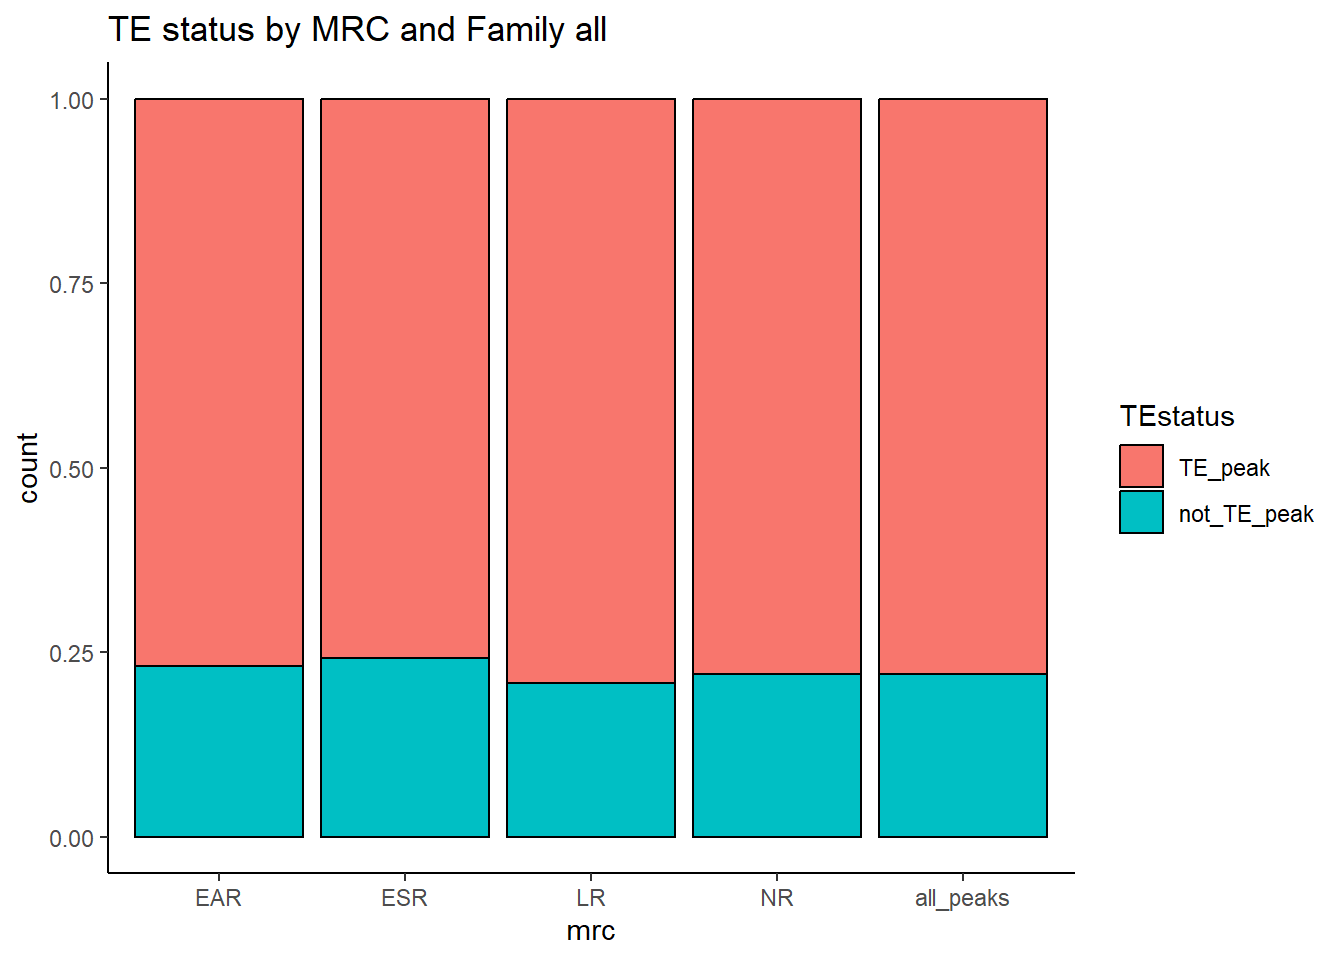 TE status by MRC and Family all
1.00
0.75
0.50
0.25
0.00
count
EAR ESR LR NR all_peaks
mrc
TEstatus
TE_peak
not_TE_peak